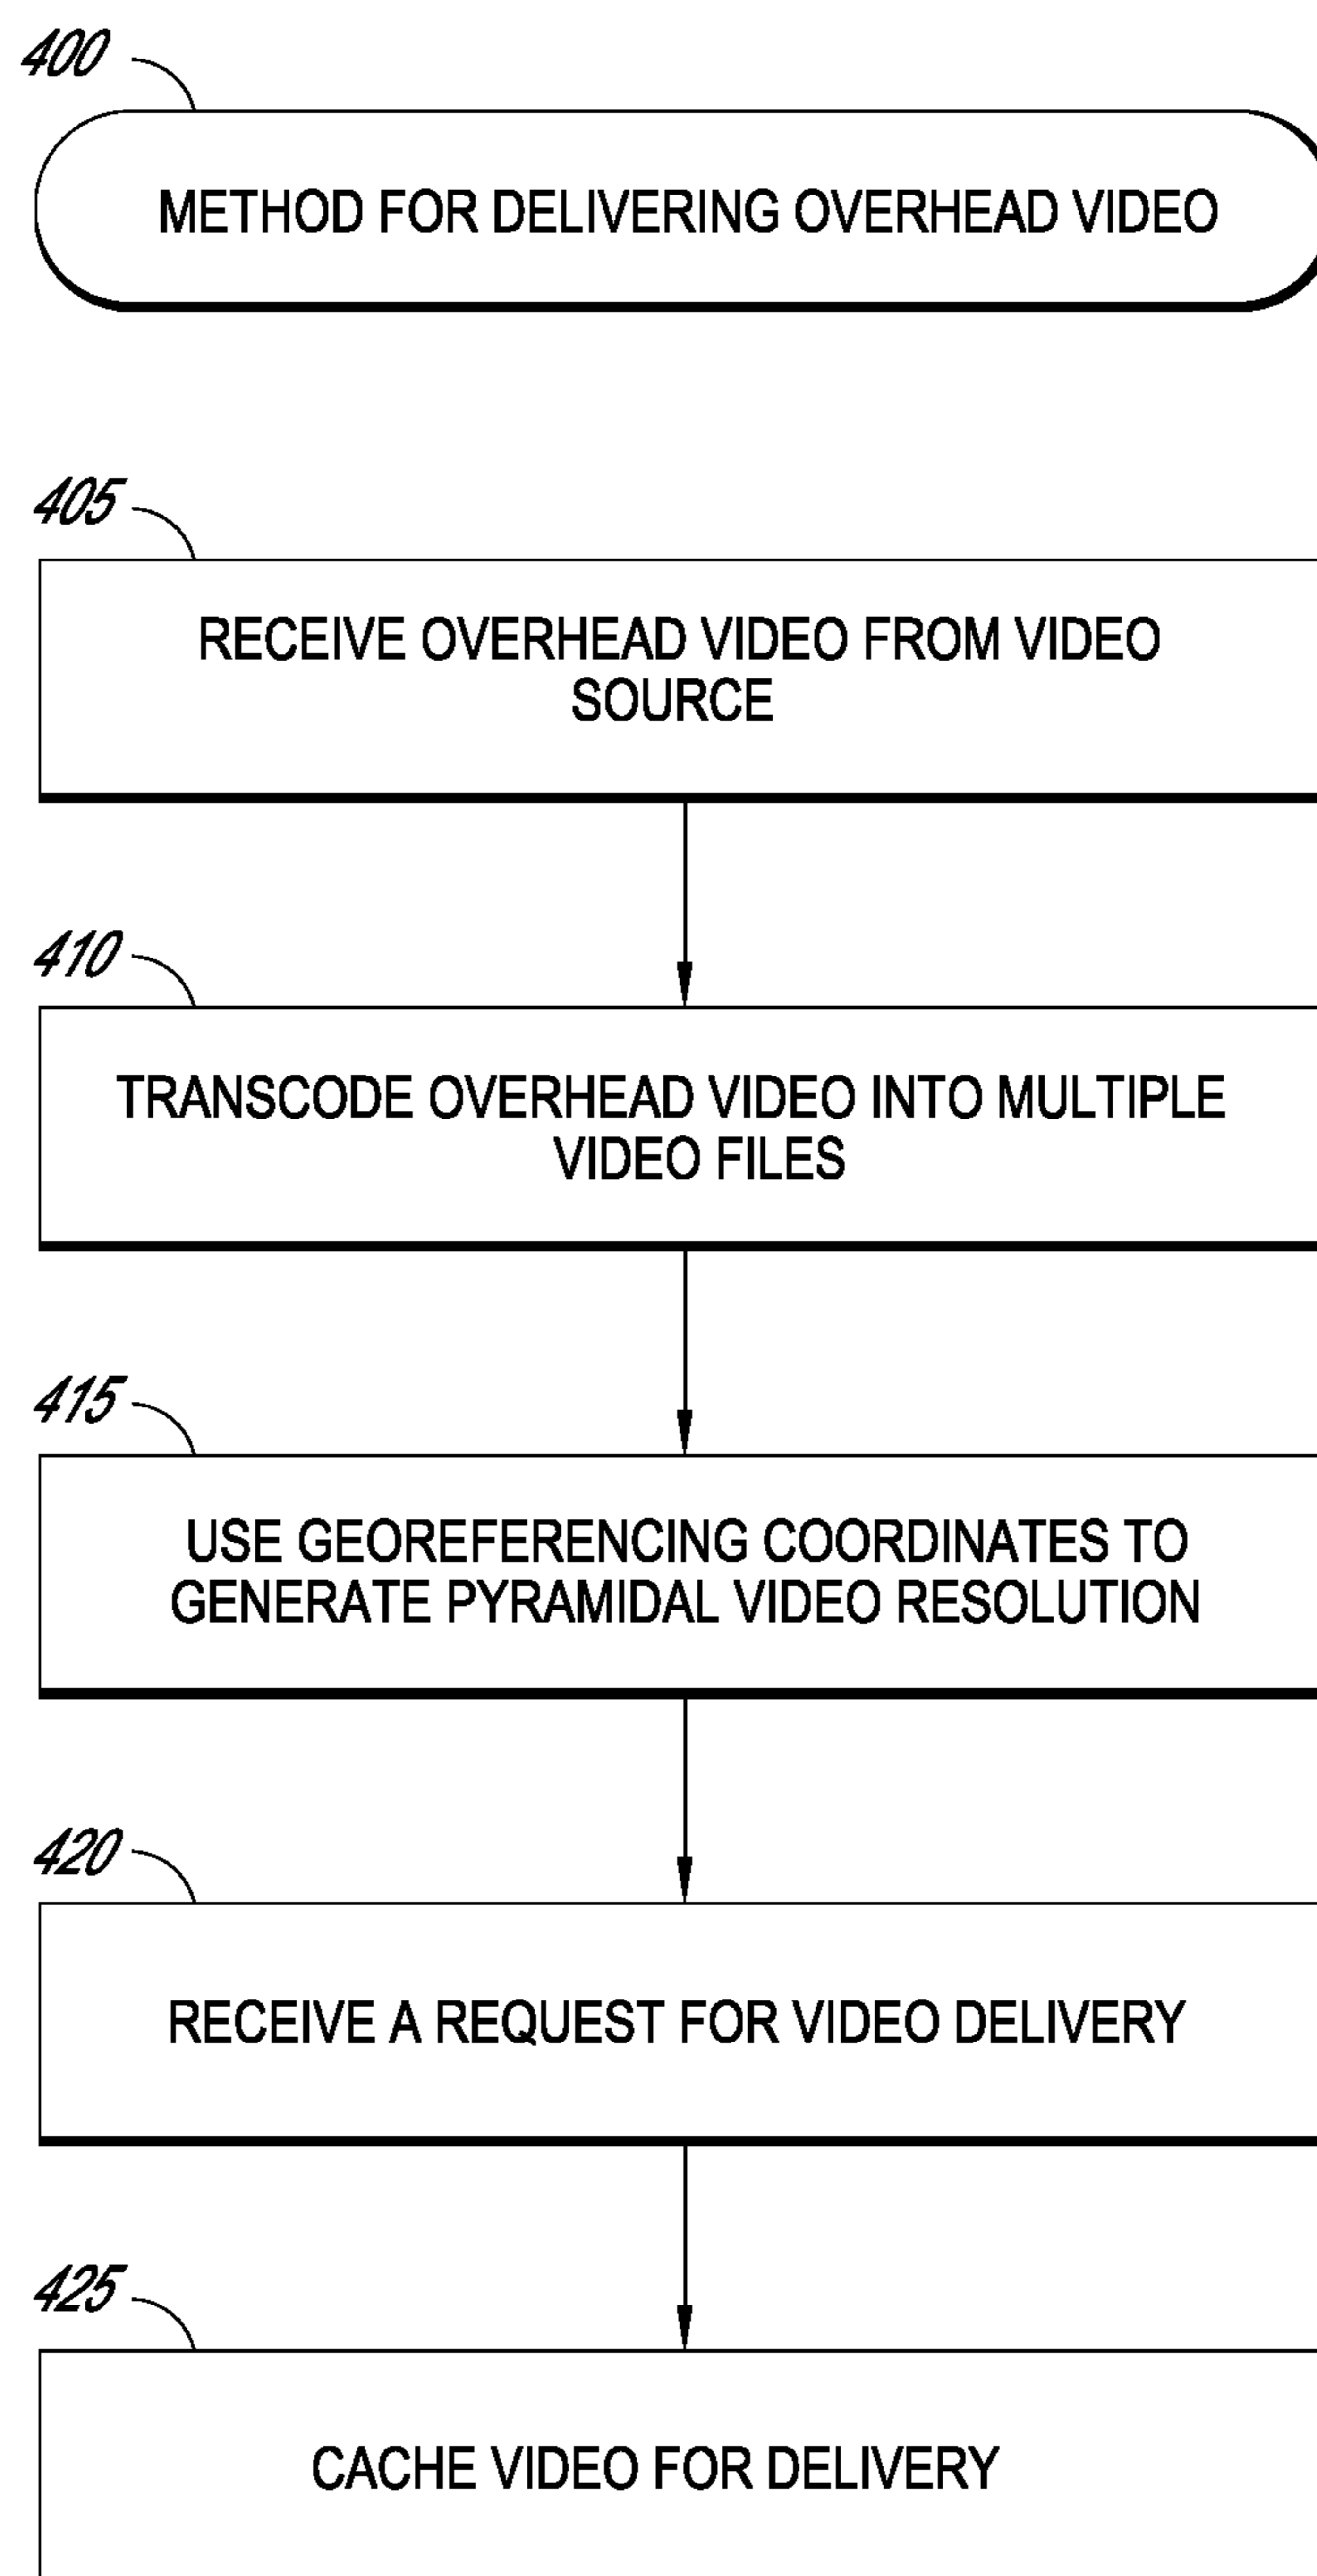 400
METHOD FOR DELIVERING OVERHEAD VIDEO
405
RECEIVE OVERHEAD VIDEO FROM VIDEO
SOURCE
410
TRANSCODE OVERHEAD VIDEO INTO MULTIPLE
VIDEO FILES
415
USE GEOREFERENCING COORDINATES TO
GENERATE PYRAMIDAL VIDEO RESOLUTION
420
RECEIVE A REQUEST FOR VIDEO DELIVERY
425
CACHE VIDEO FOR DELIVERY